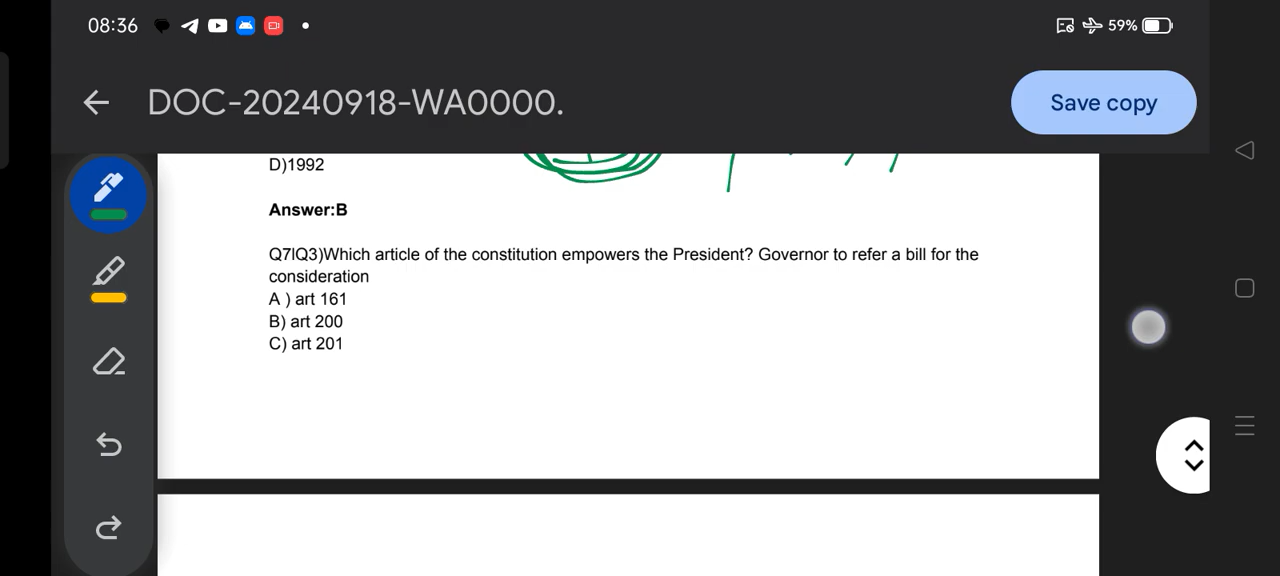 08:36
59%
DOC-20240918-WA0000.
Save copy
D)1992
Answer:B
Q7lQ3)Which article of the constitution empowers the President? Governor to refer a bill for the
consideration
A ) art 161
B) art 200
C) art 201